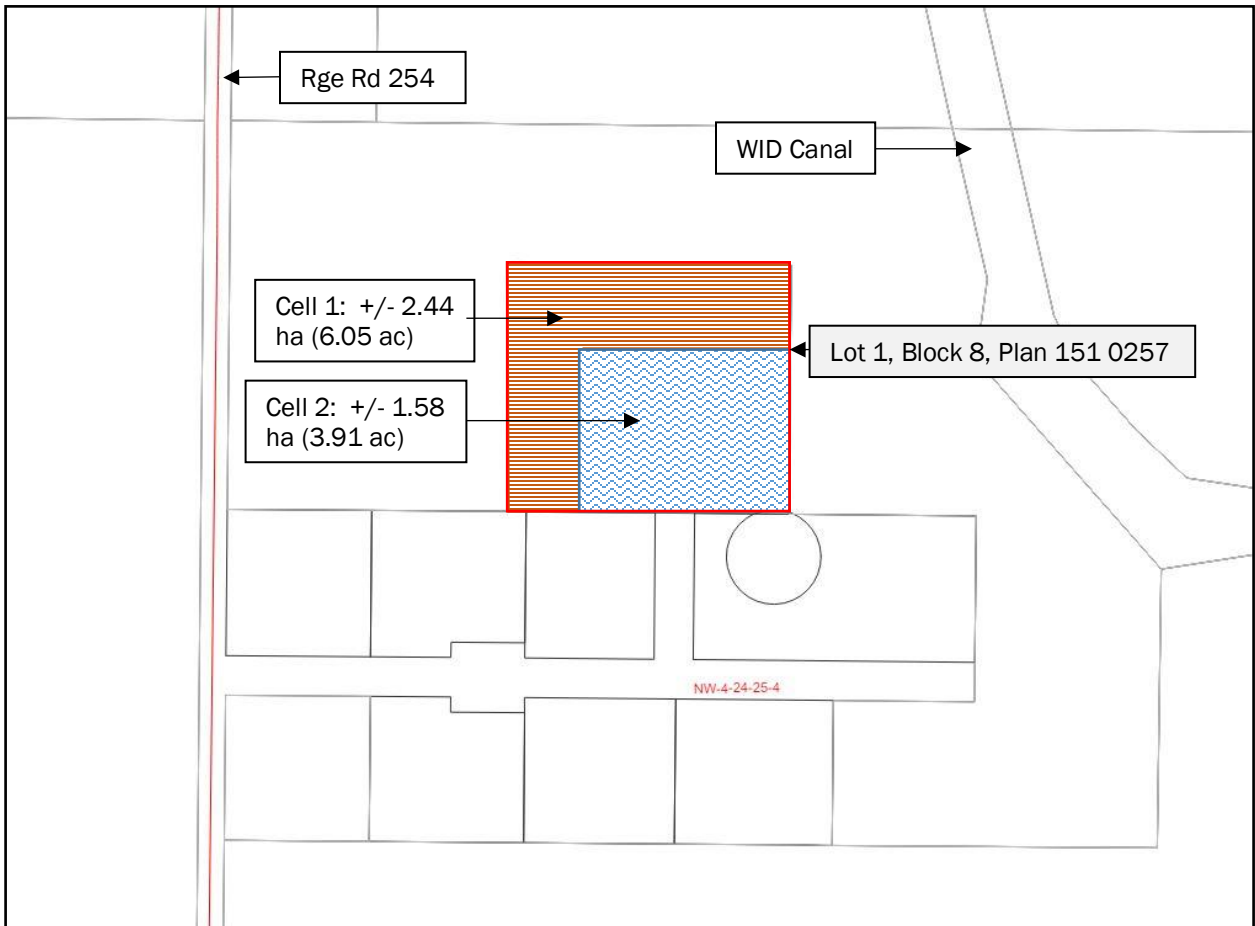 Rge Rd 254
WID Canal
Cell 1: +/- 2.44
ha (6.05 ac)
Lot 1, Block 8, Plan 151 0257
Cell 2: +/- 1.58
ha (3.91 ac)
NW-4-24-25-4